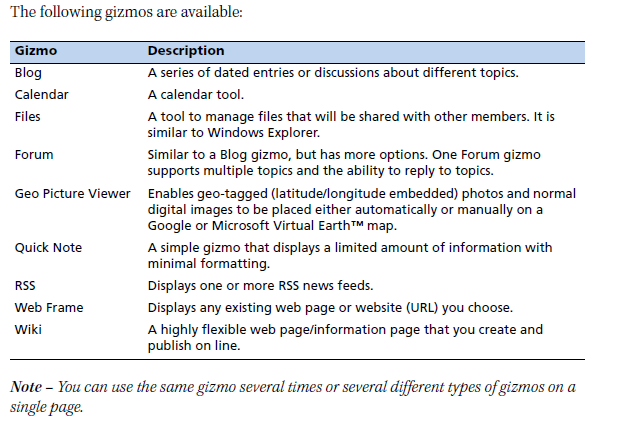 The following gizmos are available:
Gizmo Description
Blog A series of dated entries or discussions about different topics.
Calendar A calendar tool.
Files A tool to manage files that will be shared with other members. It is
similar to Windows Explorer.
Forum Similar to a Blog gizmo, but has more options. One Forum gizmo
supports multiple topics and the ability to reply to topics.
Geo Picture Viewer Enables geo-tagged (latitude/longitude embedded) photos and normal
digital images to be placed either automatically or manually on a
Google or Microsoft Virtual Earth™ map.
Quick Note A simple gizmo that displays a limited amount of information with
minimal formatting.
RSS Displays one or more RSS news feeds.
Web Frame Displays any existing web page or website (URL) you choose.
Wiki A highly flexible web page/information page that you create and
publish on line.
Note – You can use the same gizmo several times or several different types of gizmos on a
single page.